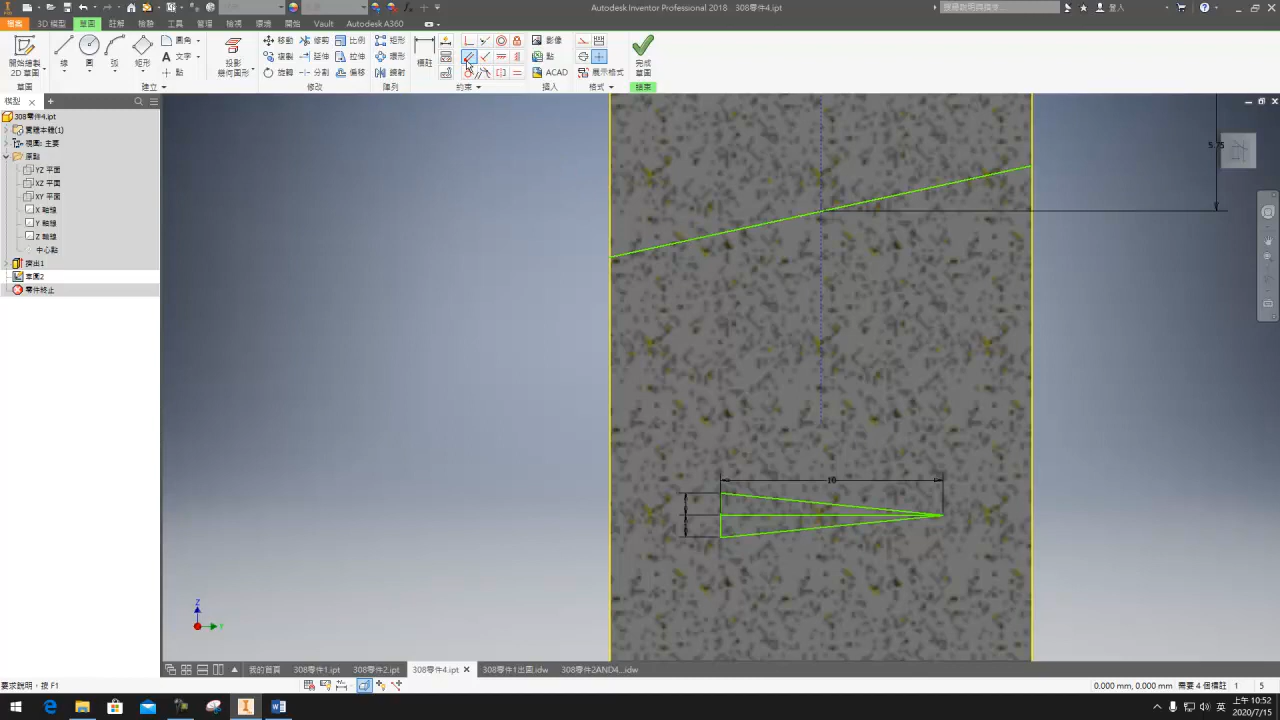 Autodesk Inventor Professional 2018 308零件4.ipt
登入
檔案 3D 模型 草圖 註解 檢驗 工具 管理 檢視 環境 開始 Vault Autodesk A360
開始繪製 2D 草圖
線 圓 弧 矩形
圓角 文字 點
投影 幾何圖形
移動 修剪 比例
複製 延伸 拉伸
旋轉 分割 偏移
矩形
環形
鏡射
標註
影像
點
ACAD
展示格式
完成 草圖
草圖 建立 修改 陣列 約束 插入 格式 結束
模型
308零件4.ipt
實體本體(1)
視圖: 主要
原點
YZ 平面
XZ 平面
XY 平面
X 軸線
Y 軸線
Z 軸線
中心點
擠出1
草圖2
零件終止
5.75
10
Z
Y
我的首頁 308零件1.ipt 308零件2.ipt 308零件4.ipt 308零件1出圖.idw 308零件2AND4...idw
要求說明，按 F1
0.000 mm, 0.000 mm 需要 4 個標註 1 5
英
上午 10:52
2020/7/15